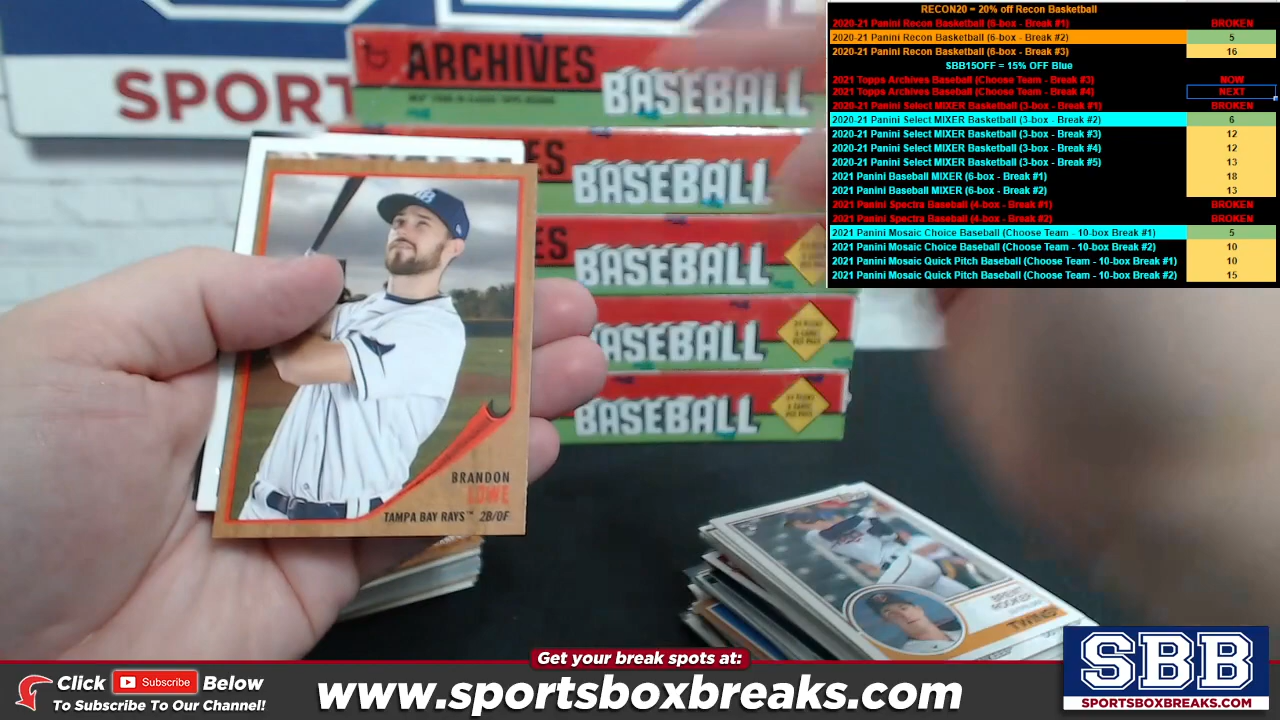 RECON20 = 20% off Recon Basketball
2020-21 Panini Recon Basketball (6-box - Break #1) BROKEN
2020-21 Panini Recon Basketball (6-box - Break #2) 5
2020-21 Panini Recon Basketball (6-box - Break #3) 16
SBB15OFF = 15% OFF Blue
2021 Topps Archives Baseball (Choose Team - Break #3) NOW
2021 Topps Archives Baseball (Choose Team - Break #4) NEXT
2020-21 Panini Select MIXER Basketball (3-box - Break #1) BROKEN
2020-21 Panini Select MIXER Basketball (3-box - Break #2) 6
2020-21 Panini Select MIXER Basketball (3-box - Break #3) 12
2020-21 Panini Select MIXER Basketball (3-box - Break #4) 12
2020-21 Panini Select MIXER Basketball (3-box - Break #5) 13
2021 Panini Baseball MIXER (6-box - Break #1) 18
2021 Panini Baseball MIXER (6-box - Break #2) 13
2021 Panini Spectra Baseball (4-box - Break #1) BROKEN
2021 Panini Spectra Baseball (4-box - Break #2) BROKEN
2021 Panini Mosaic Choice Baseball (Choose Team - 10-box Break #1) 5
2021 Panini Mosaic Choice Baseball (Choose Team - 10-box Break #2) 10
2021 Panini Mosaic Quick Pitch Baseball (Choose Team - 10-box Break #1) 10
2021 Panini Mosaic Quick Pitch Baseball (Choose Team - 10-box Break #2) 15
SPORT
ARCHIVES BASEBALL
ES BASEBALL
ES BASEBALL
BASEBALL
BASEBALL
TB
BRANDON
LOWE
TAMPA BAY RAYS™ 2B/OF
BRENT
ROOKER
TWINS
Get your break spots at:
Click Subscribe Below
To Subscribe To Our Channel!
www.sportsboxbreaks.com
SBB
SPORTSBOXBREAKS.COM